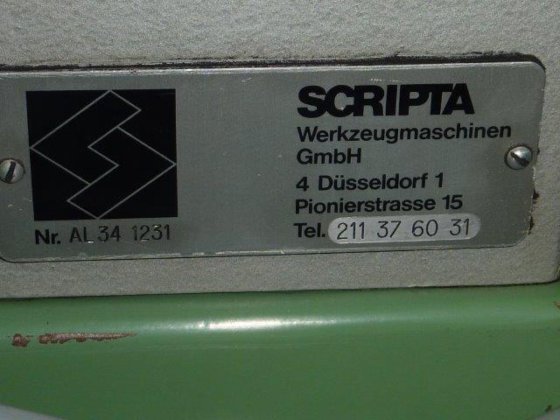 SCRIPTA
Werkzeugmaschinen
GmbH
4 Düsseldorf 1
Pionierstrasse 15
Tel. 211 37 60 31
Nr. AL 34 1231